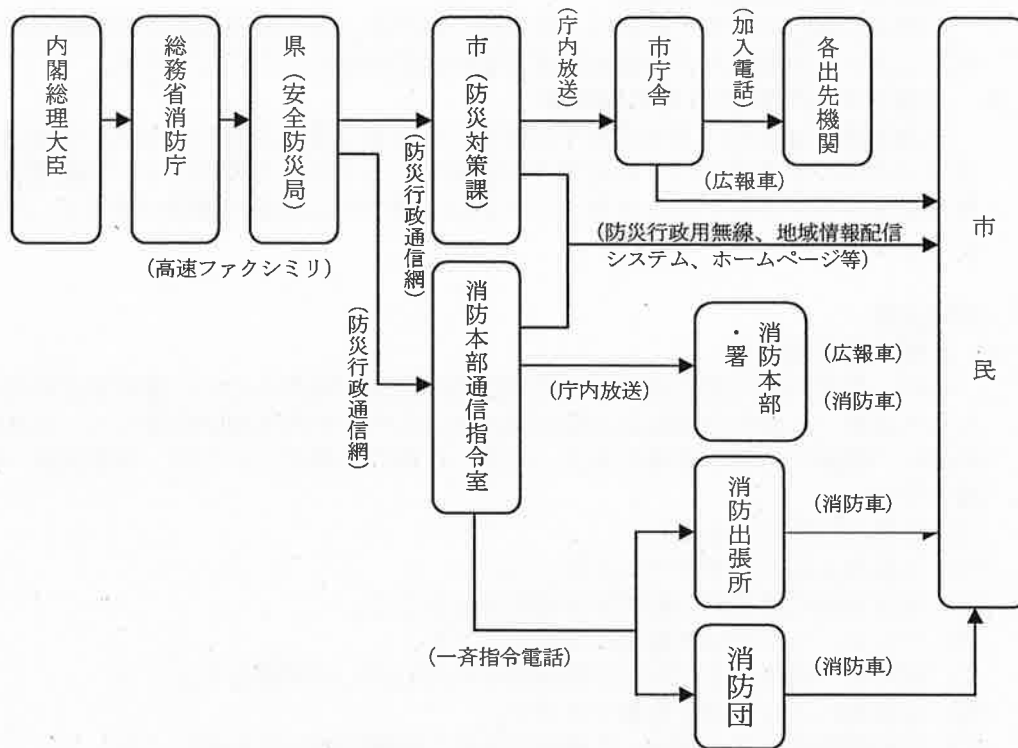 内閣総理大臣
総務省消防庁
県（安全防災局）
（高速ファクシミリ）
（防災行政通信網）
（防災行政通信網）
市（防災対策課）
（庁内放送）
市庁舎
（加入電話）
各出先機関
（広報車）
（防災行政用無線、地域情報配信
システム、ホームページ等）
消防本部通信指令室
（庁内放送）
消防本部
・署
（広報車）
（消防車）
（一斉指令電話）
消防出張所
（消防車）
消防団
（消防車）
市民